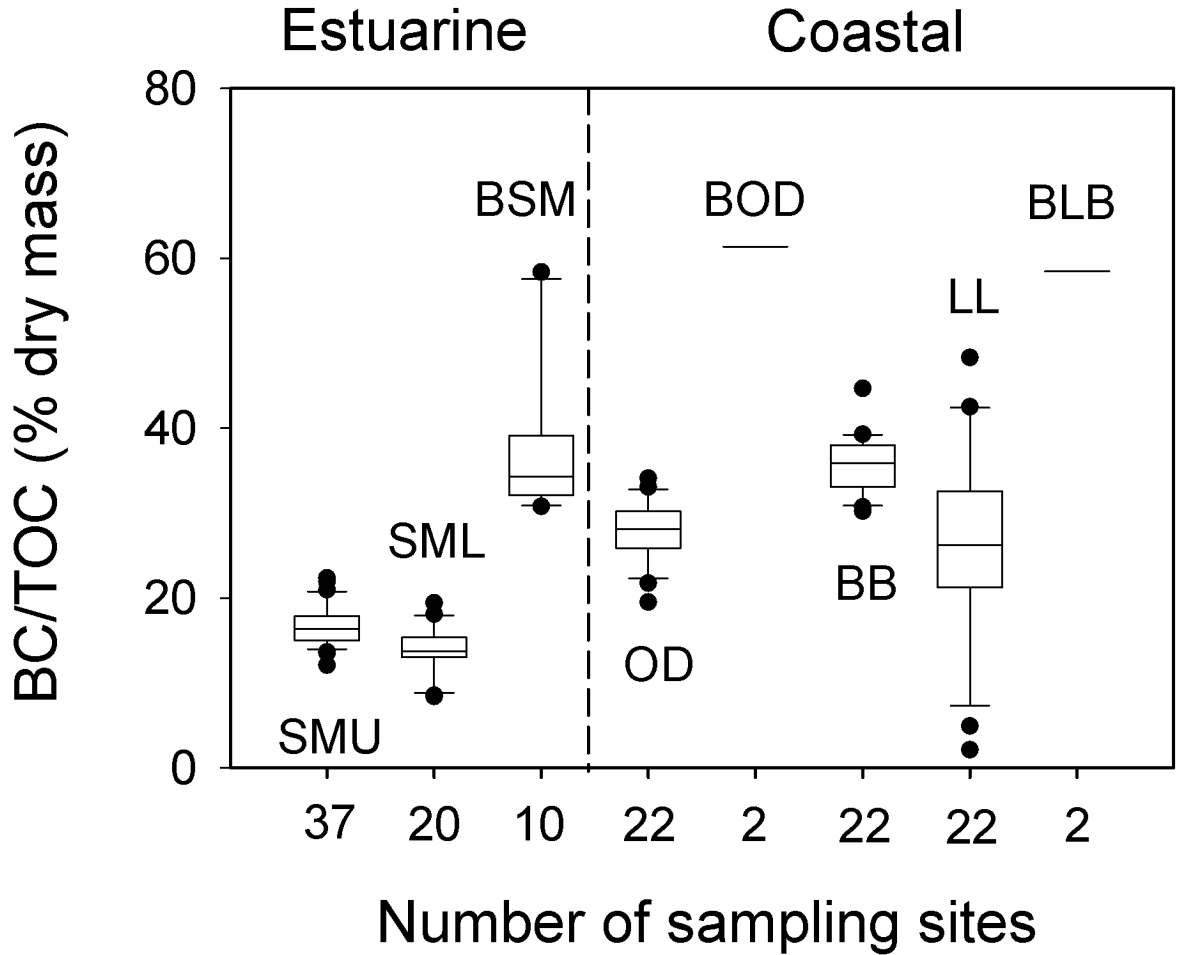 Estuarine Coastal
BC/TOC (% dry mass)
80
60
40
20
0
BSM BOD BLB
LL
SML
BB
OD
SMU
37 20 10 22 2 22 22 2
Number of sampling sites